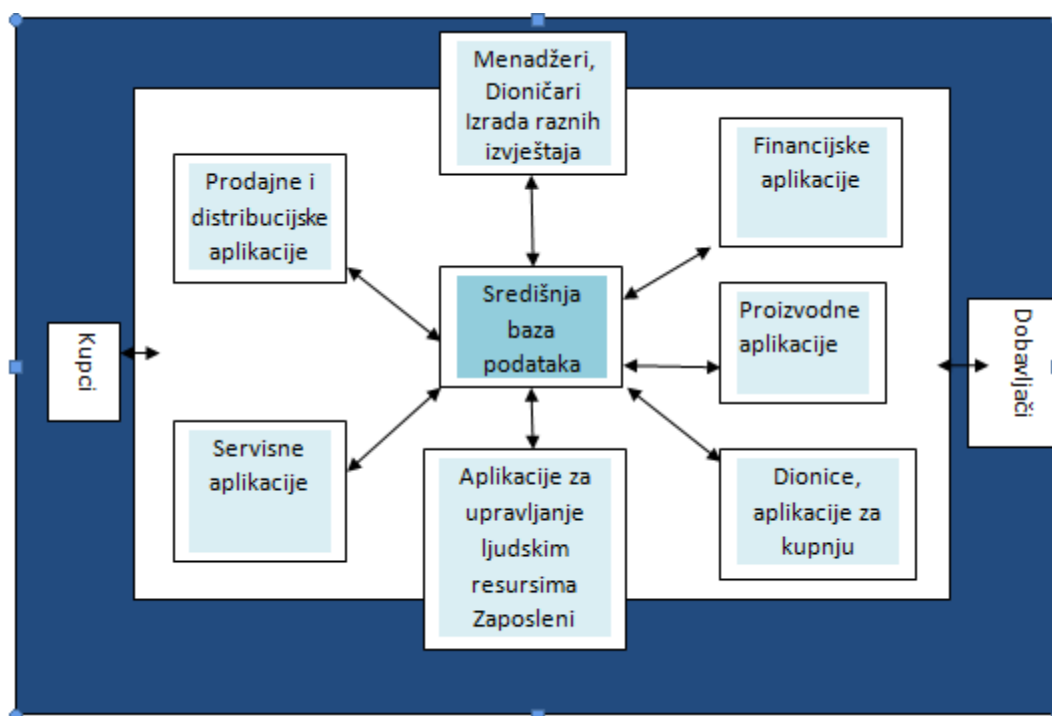 Menadžeri,
Dioničari
Izrada raznih
izvještaja
Prodajne i
distribucijske
aplikacije
Financijske
aplikacije
Središnja
baza
podataka
Proizvodne
aplikacije
Kupci
Dobavljači
Servisne
aplikacije
Aplikacije za
upravljanje
ljudskim
resursima
Zaposleni
Dionice,
aplikacije za
kupnju